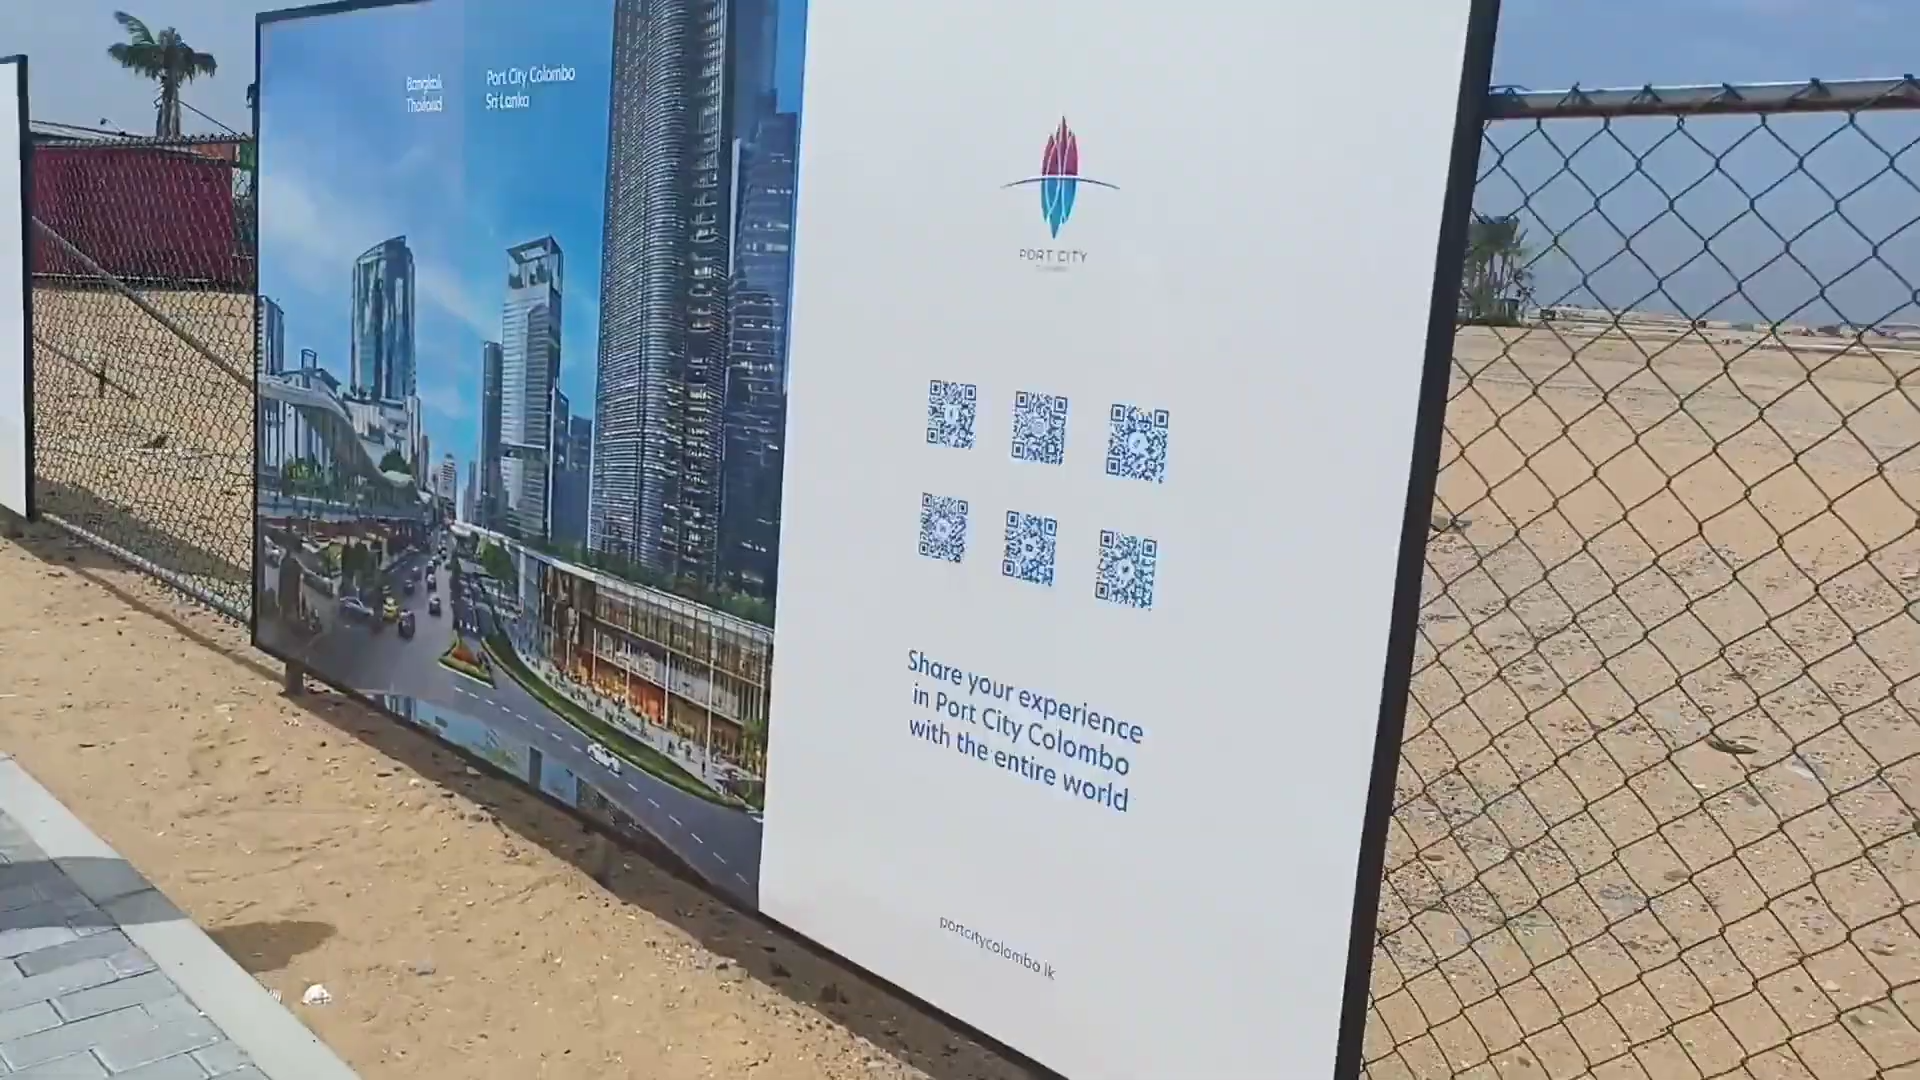 Bangkok
Thailand
Port City Colombo
Sri Lanka
PORT CITY
Share your experience
in Port City Colombo
with the entire world
portcitycolombo.lk